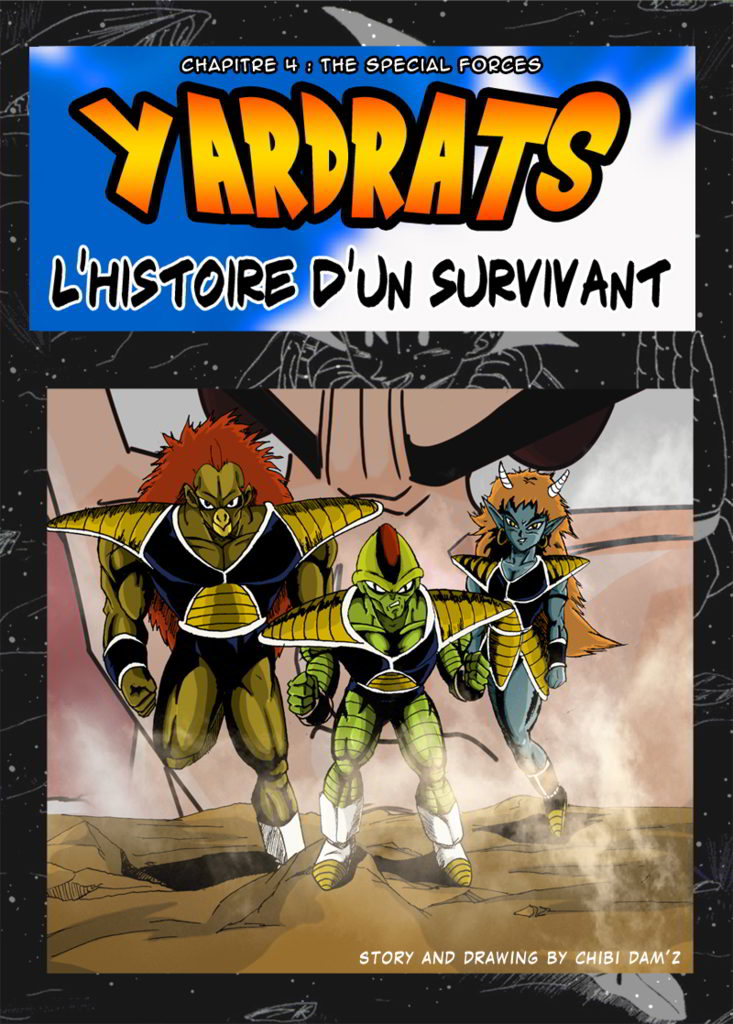 CHAPITRE 4 : THE SPECIAL FORCES
YARDRATS
L'HISTOIRE D'UN SURVIVANT
STORY AND DRAWING BY CHIBI DAM'Z